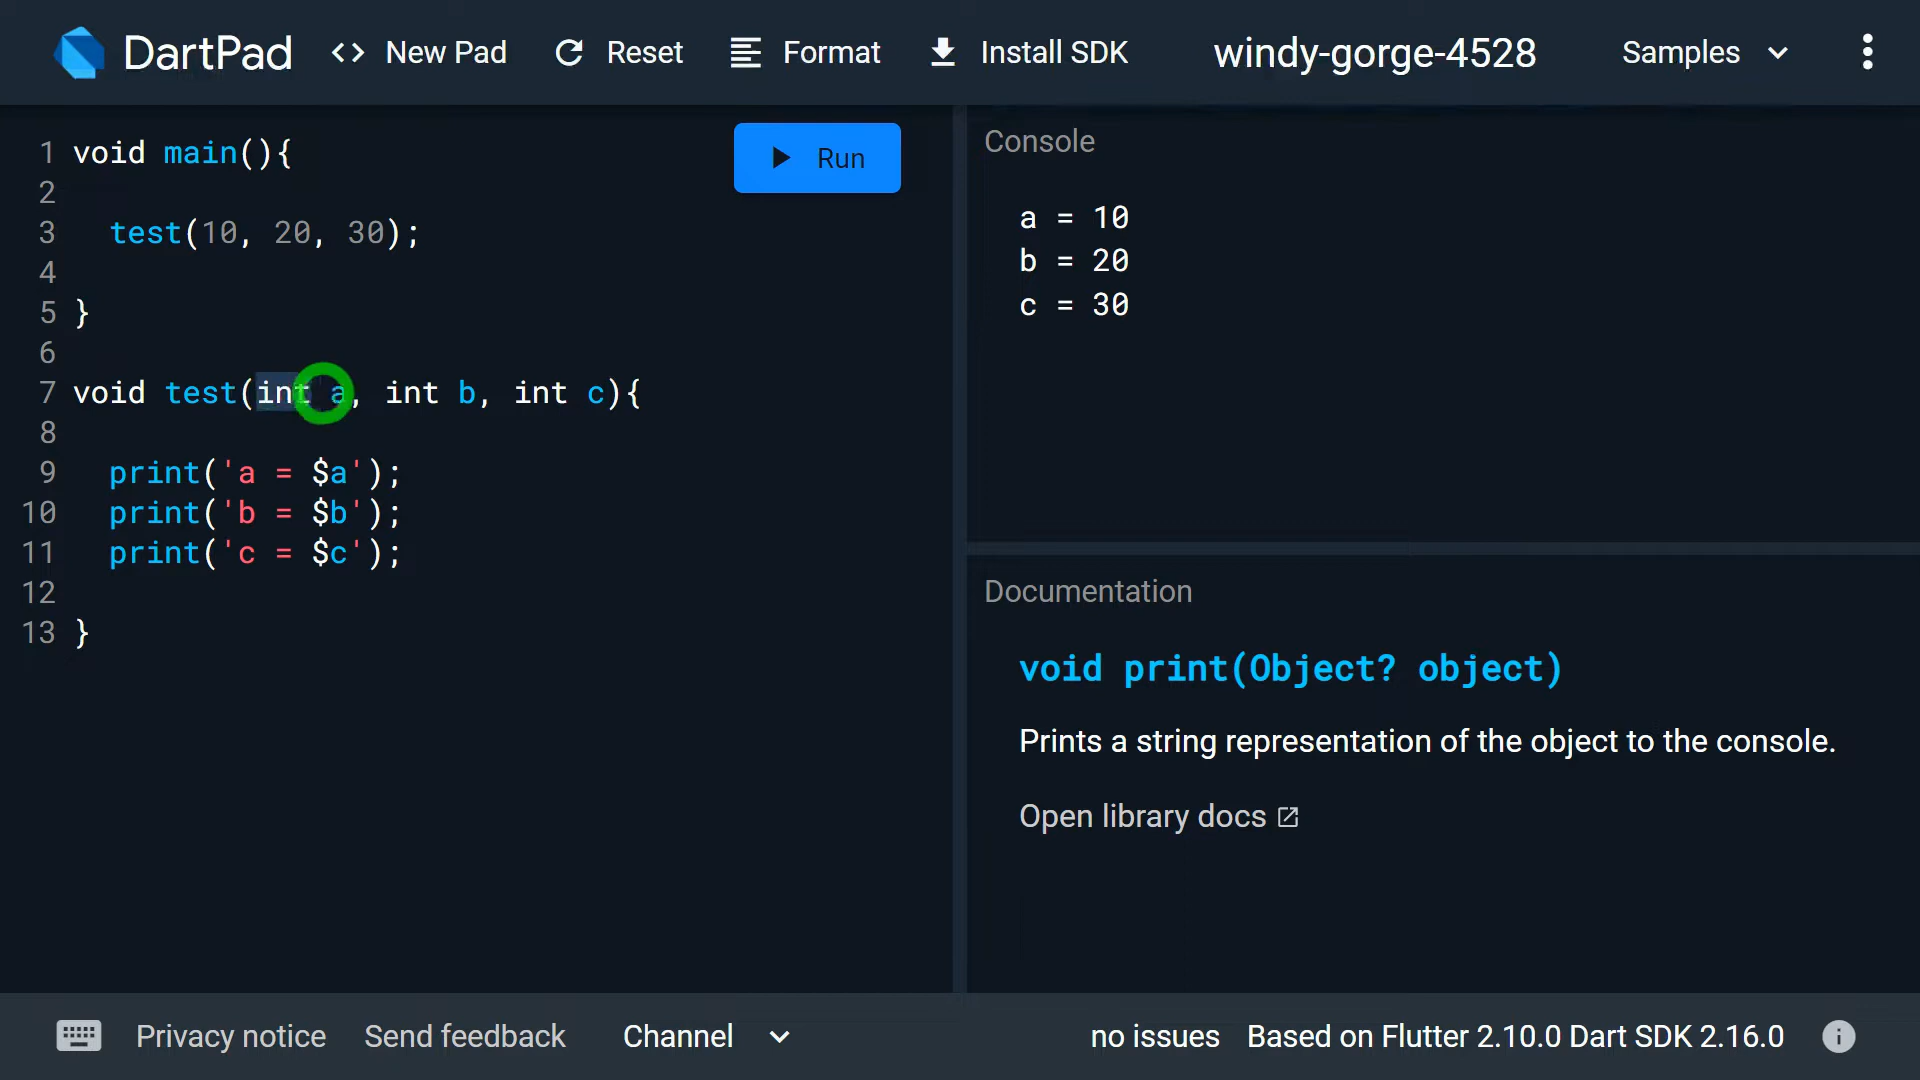 DartPad <> New Pad Reset Format Install SDK windy-gorge-4528 Samples
1 void main(){
2
3 test(10, 20, 30);
4
5 }
6
7 void test(int a, int b, int c){
8
9 print('a = $a');
10 print('b = $b');
11 print('c = $c');
12
13 }
Run
Console
a = 10
b = 20
c = 30
Documentation
void print(Object? object)
Prints a string representation of the object to the console.
Open library docs
Privacy notice Send feedback Channel no issues Based on Flutter 2.10.0 Dart SDK 2.16.0